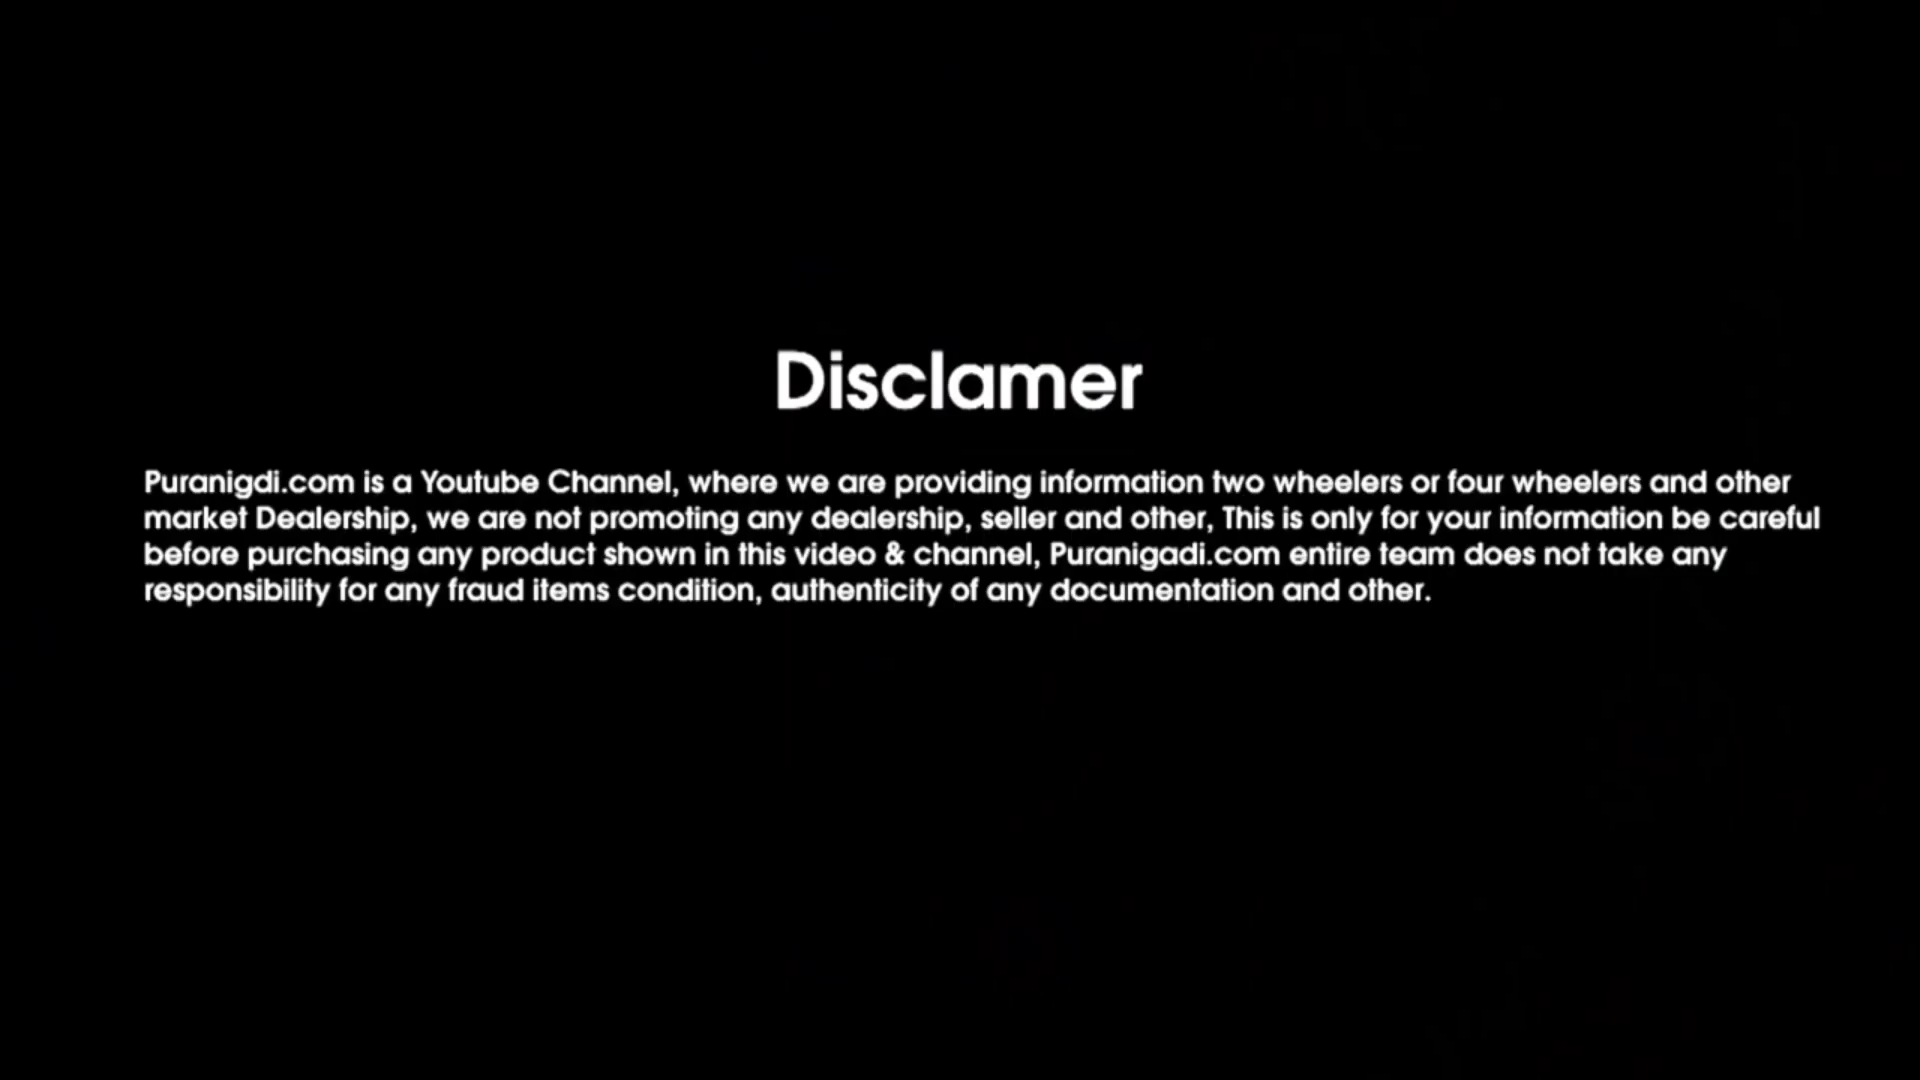 Disclamer
Puranigdi.com is a Youtube Channel, where we are providing information two wheelers or four wheelers and other
market Dealership, we are not promoting any dealership, seller and other, This is only for your information be careful
before purchasing any product shown in this video & channel, Puranigadi.com entire team does not take any
responsibility for any fraud items condition, authenticity of any documentation and other.